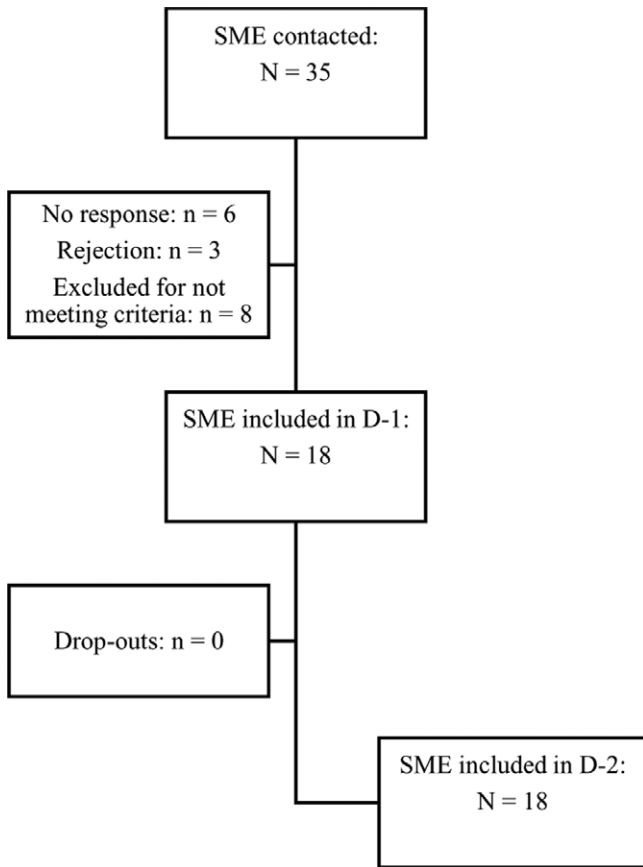 SME contacted:
N = 35
No response: n = 6
Rejection: n = 3
Excluded for not
meeting criteria: n = 8
SME included in D-1:
N = 18
Drop-outs: n = 0
SME included in D-2:
N = 18